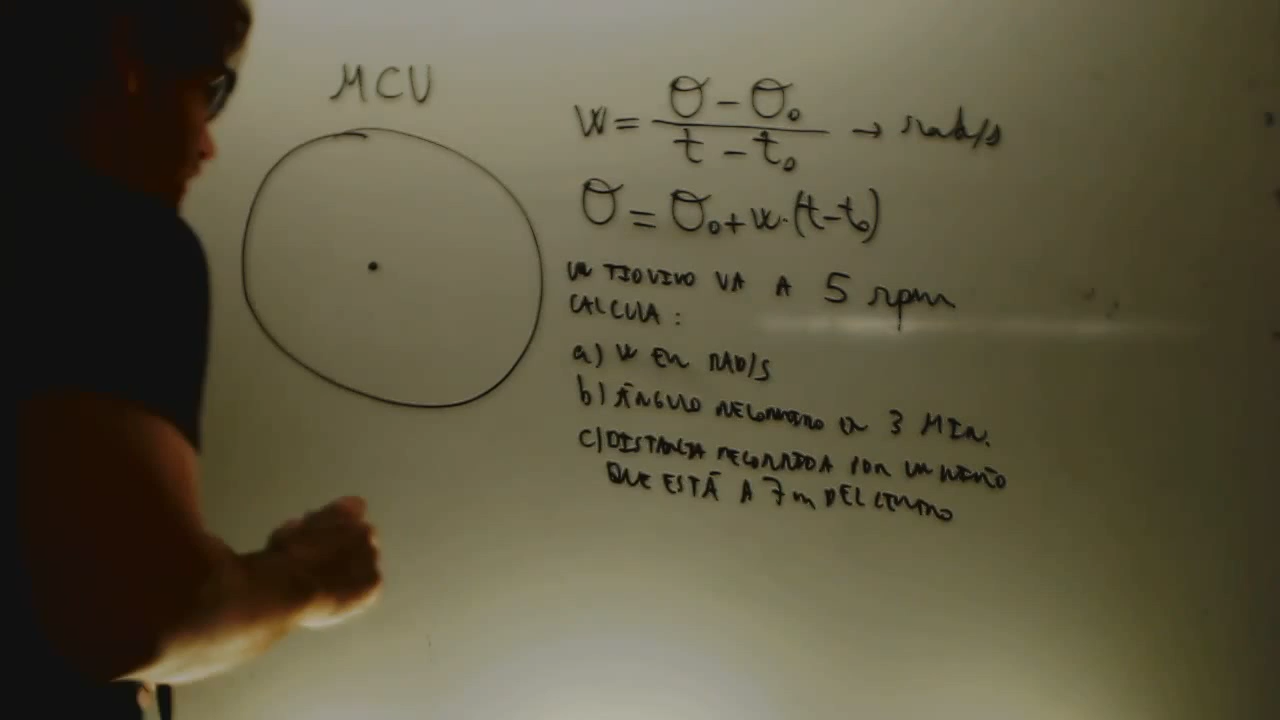 MCU
w = θ - θ₀ / t - t₀ → rad/s
θ = θ₀ + w·(t-t₀)
UN TIOVIVO VA A 5 rpm
CALCULA:
a) w EN RAD/S
b) ÁNGULO RECORRIDO EN 3 MIN.
c) DISTANCIA RECORRIDA POR UN NIÑO
QUE ESTÁ A 7 m DEL CENTRO